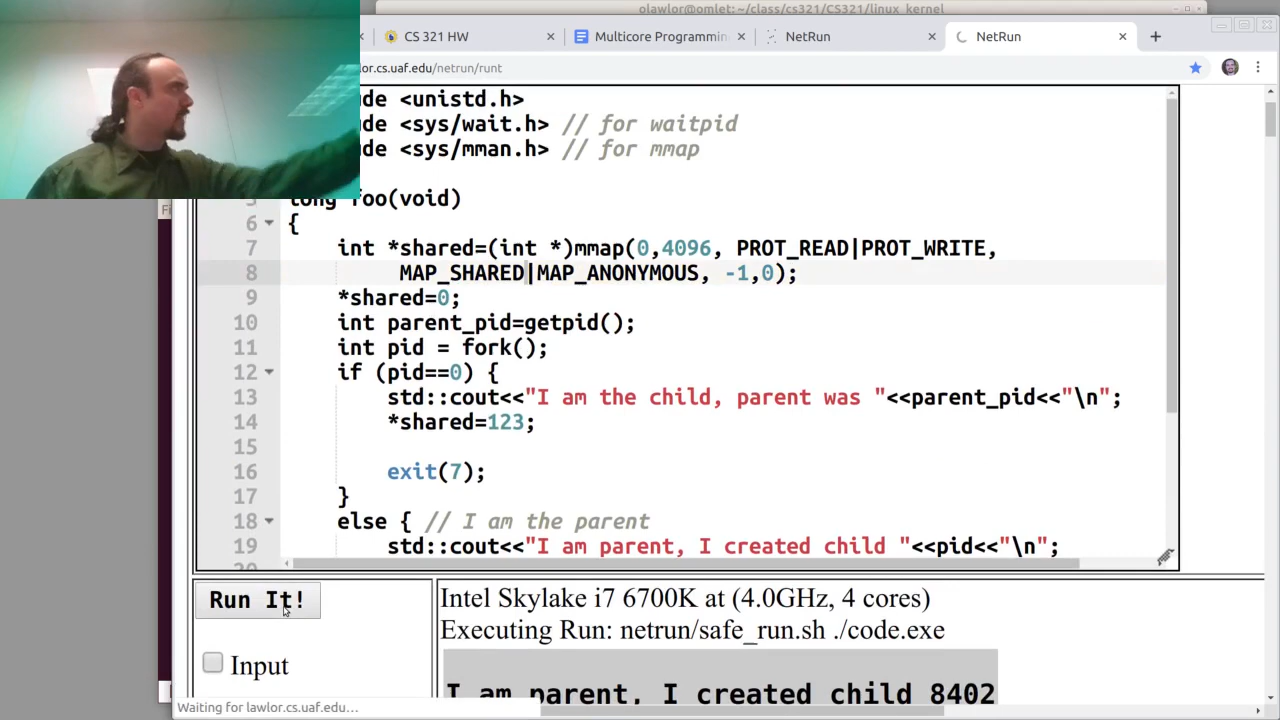 olawlor@omlet: ~/class/cs321/CS321/linux_kernel
CS 321 HW
Multicore Programmin
NetRun
NetRun
lor.cs.uaf.edu/netrun/runt
ude <unistd.h>
ude <sys/wait.h> // for waitpid
ude <sys/mman.h> // for mmap
5 long foo(void)
6 {
7 int *shared=(int *)mmap(0,4096, PROT_READ|PROT_WRITE,
8 MAP_SHARED|MAP_ANONYMOUS, -1,0);
9 *shared=0;
10 int parent_pid=getpid();
11 int pid = fork();
12 if (pid==0) {
13 std::cout<<"I am the child, parent was "<<parent_pid<<"\n";
14 *shared=123;
15
16 exit(7);
17 }
18 else { // I am the parent
19 std::cout<<"I am parent, I created child "<<pid<<"\n";
Run It!
Input
Intel Skylake i7 6700K at (4.0GHz, 4 cores)
Executing Run: netrun/safe_run.sh ./code.exe
I am parent, I created child 8402
Waiting for lawlor.cs.uaf.edu…